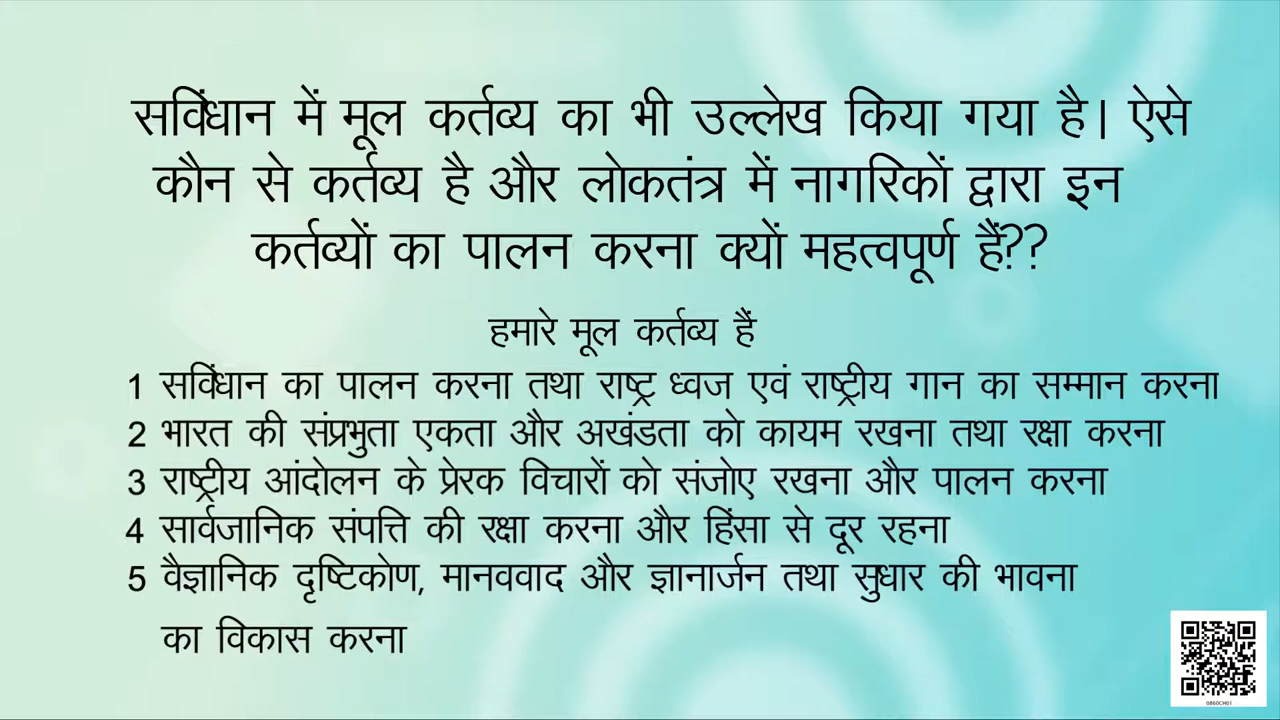 संविधान में मूल कर्तव्य का भी उल्लेख किया गया है। ऐसे
कौन से कर्तव्य है और लोकतंत्र में नागरिकों द्वारा इन
कर्तव्यों का पालन करना क्यों महत्वपूर्ण हैं??
हमारे मूल कर्तव्य हैं
1 संविधान का पालन करना तथा राष्ट्र ध्वज एवं राष्ट्रीय गान का सम्मान करना
2 भारत की संप्रभुता एकता और अखंडता को कायम रखना तथा रक्षा करना
3 राष्ट्रीय आंदोलन के प्रेरक विचारों को संजोए रखना और पालन करना
4 सार्वजानिक संपत्ति की रक्षा करना और हिंसा से दूर रहना
5 वैज्ञानिक दृष्टिकोण, मानववाद और ज्ञानार्जन तथा सुधार की भावना
का विकास करना
0860CH01